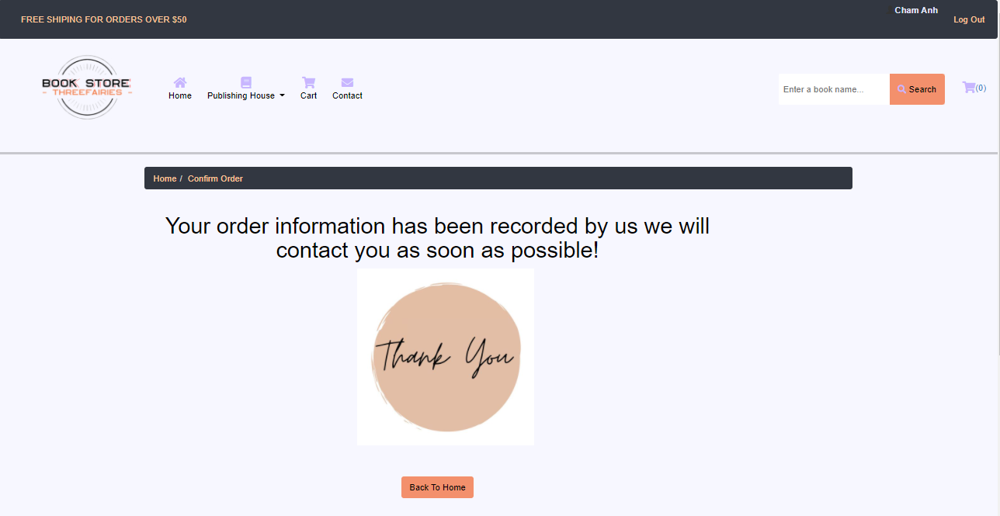 FREE SHIPING FOR ORDERS OVER $50
Cham Anh
Log Out
BOOK STORE
- THREEFAIRIES -
Home
Publishing House
Cart
Contact
Enter a book name...
Search
(0)
Home / Confirm Order
Your order information has been recorded by us we will
contact you as soon as possible!
Thank You
Back To Home